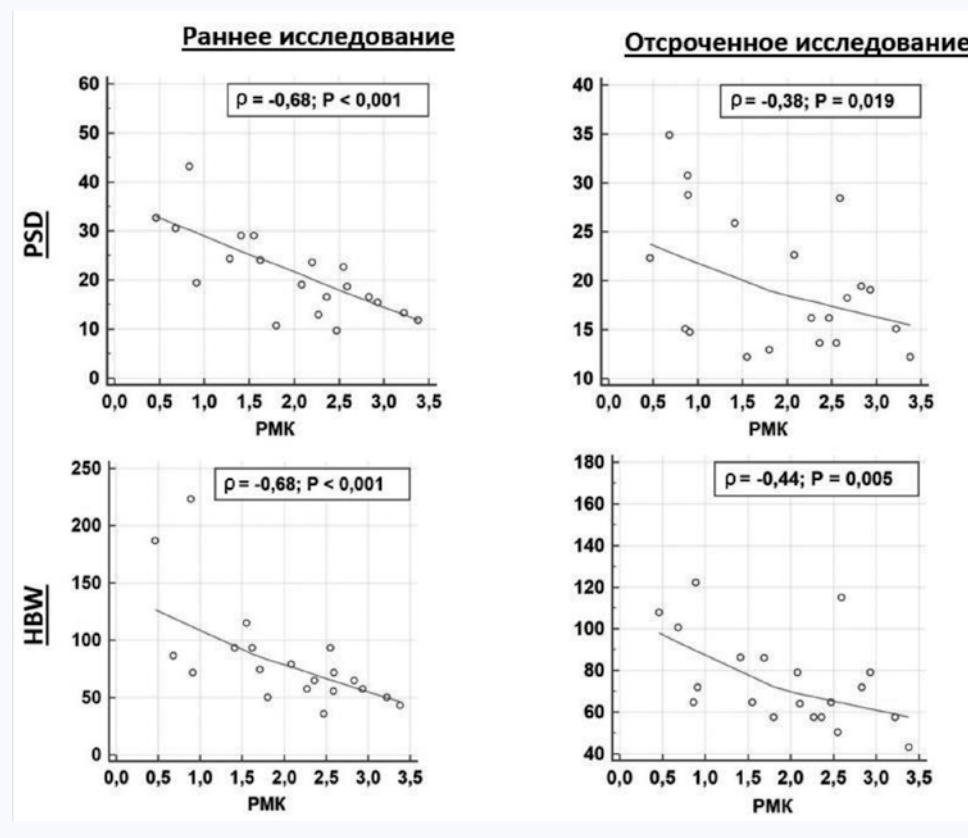 Раннее исследование
Отсроченное исследование
PSD
60
50
40
30
20
10
0
ρ = -0,68; P < 0,001
0,0 0,5 1,0 1,5 2,0 2,5 3,0 3,5
РМК
40
35
30
25
20
15
10
ρ = -0,38; P = 0,019
0,0 0,5 1,0 1,5 2,0 2,5 3,0 3,5
РМК
HBW
250
200
150
100
50
0
ρ = -0,68; P < 0,001
0,0 0,5 1,0 1,5 2,0 2,5 3,0 3,5
РМК
180
160
140
120
100
80
60
40
ρ = -0,44; P = 0,005
0,0 0,5 1,0 1,5 2,0 2,5 3,0 3,5
РМК